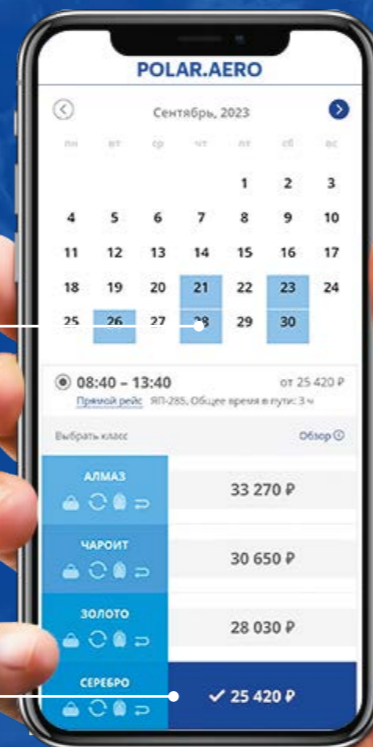 POLAR.AERO
Сентябрь, 2023
пн вт ср чт пт сб вс
1 2 3
4 5 6 7 8 9 10
11 12 13 14 15 16 17
18 19 20 21 22 23 24
25 26 27 28 29 30
08:40 – 13:40 от 25 420 ₽
Прямой рейс ЯП-285, Общее время в пути: 3 ч
Выбрать класс Обзор
АЛМАЗ
33 270 ₽
ЧАРОИТ
30 650 ₽
ЗОЛОТО
28 030 ₽
СЕРЕБРО
25 420 ₽